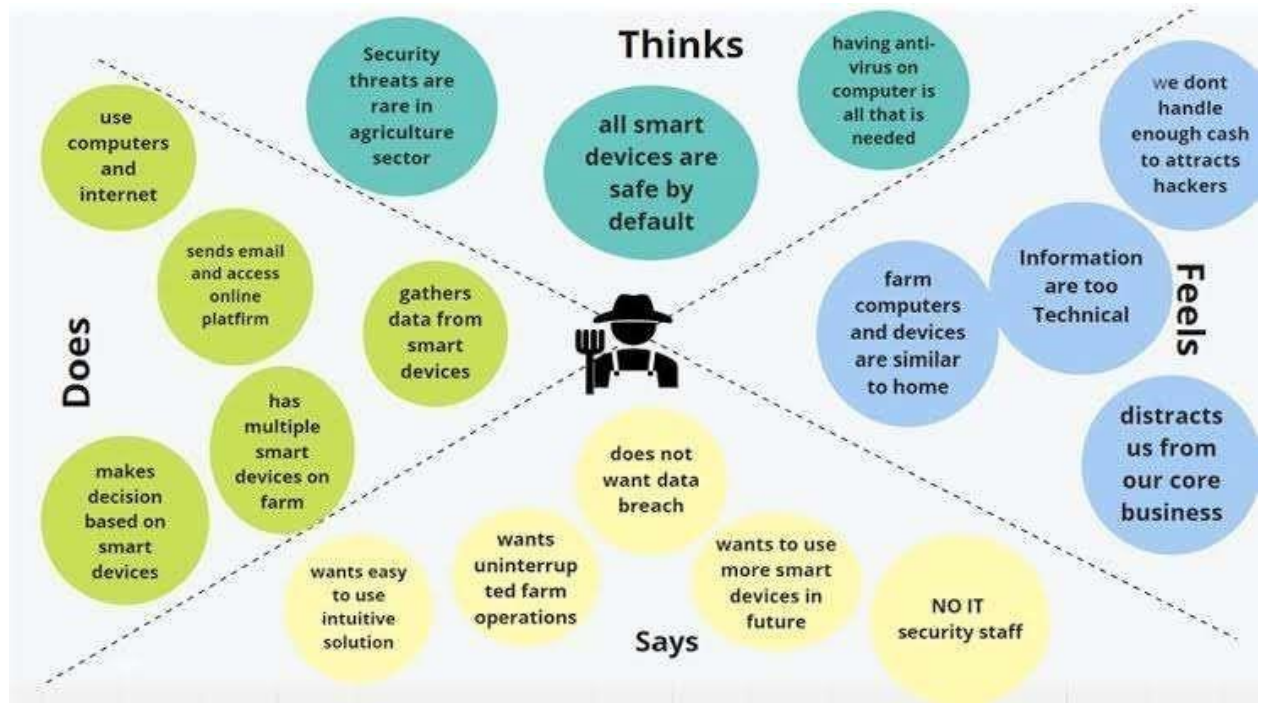 Thinks
Security
threats are
rare in
agriculture
sector
all smart
devices are
safe by
default
having anti-
virus on
computer is
all that is
needed
Does
use
computers
and
internet
sends email
and access
online
platfirm
gathers
data from
smart
devices
has
multiple
smart
devices on
farm
makes
decision
based on
smart
devices
Feels
we dont
handle
enough cash
to attracts
hackers
Information
are too
Technical
farm
computers
and devices
are similar
to home
distracts
us from
our core
business
Says
does not
want data
breach
wants easy
to use
intuitive
solution
wants
uninterrup
ted farm
operations
wants to use
more smart
devices in
future
NO IT
security staff